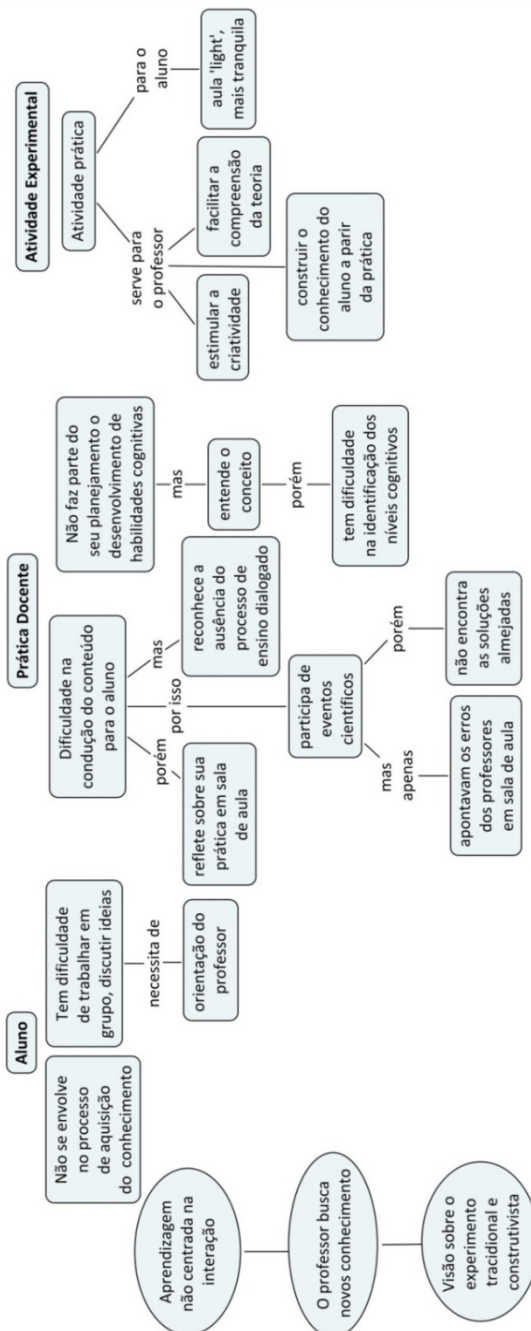 Aluno
Não se envolve
no processo
de aquisição
do conhecimento
Tem dificuldade
de trabalhar em
grupo, discutir ideias
necessita de
orientação do
professor
Prática Docente
Dificuldade na
condução do conteúdo
para o aluno
porém
por isso
mas
reflete sobre sua
prática em sala
de aula
reconhece a
ausência do
processo de
ensino dialogado
participa de
eventos
científicos
mas
apenas
porém
apontavam os erros
dos professores
em sala de aula
não encontra
as soluções
almejadas
Não faz parte do
seu planejamento o
desenvolvimento de
habilidades cognitivas
mas
entende o
conceito
porém
tem dificuldade
na identificação dos
níveis cognitivos
Atividade Experimental
Atividade prática
serve para
o professor
para o
aluno
estimular a
criatividade
facilitar a
compreensão
da teoria
aula 'light',
mais tranquila
construir o
conhecimento do
aluno a parir
da prática
Aprendizagem
não centrada na
interação
O professor busca
novos conhecimento
Visão sobre o
experimento
tracidional e
construtivista